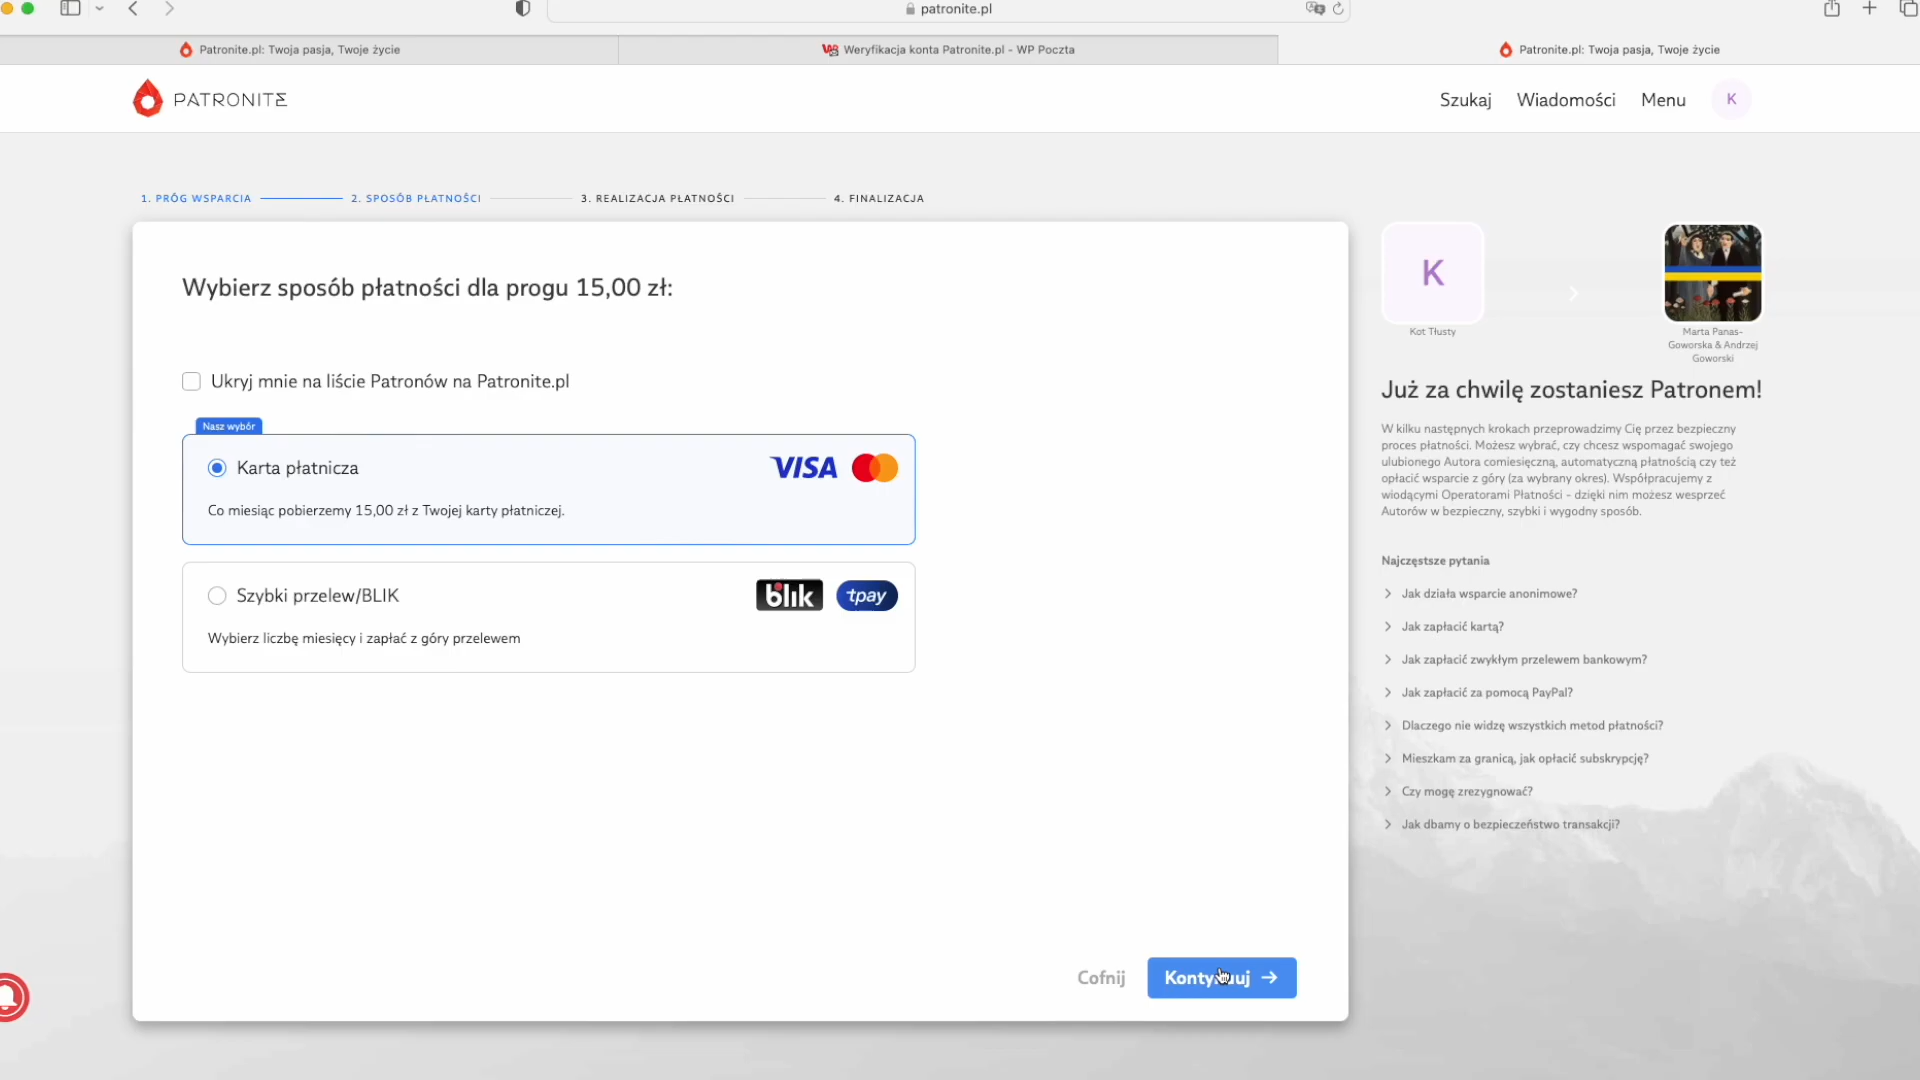 patronite.pl
Patronite.pl: Twoja pasja, Twoje życie
Weryfikacja konta Patronite.pl - WP Poczta
Patronite.pl: Twoja pasja, Twoje życie
PATRONITE
Szukaj
Wiadomości
Menu
K
1. PRÓG WSPARCIA
2. SPOSÓB PŁATNOŚCI
3. REALIZACJA PŁATNOŚCI
4. FINALIZACJA
Wybierz sposób płatności dla progu 15,00 zł:
Ukryj mnie na liście Patronów na Patronite.pl
Nasz wybór
Karta płatnicza
VISA
Co miesiąc pobierzemy 15,00 zł z Twojej karty płatniczej.
Szybki przelew/BLIK
blik
tpay
Wybierz liczbę miesięcy i zapłać z góry przelewem
Cofnij
Kontynuuj
K
Kot Tłusty
Marta Panas-
Goworska & Andrzej
Goworski
Już za chwilę zostaniesz Patronem!
W kilku następnych krokach przeprowadzimy Cię przez bezpieczny
proces płatności. Możesz wybrać, czy chcesz wspomagać swojego
ulubionego Autora comiesięczną, automatyczną płatnością czy też
opłacić wsparcie z góry (za wybrany okres). Współpracujemy z
wiodącymi Operatorami Płatności - dzięki nim możesz wesprzeć
Autorów w bezpieczny, szybki i wygodny sposób.
Najczęstsze pytania
Jak działa wsparcie anonimowe?
Jak zapłacić kartą?
Jak zapłacić zwykłym przelewem bankowym?
Jak zapłacić za pomocą PayPal?
Dlaczego nie widzę wszystkich metod płatności?
Mieszkam za granicą, jak opłacić subskrypcję?
Czy mogę zrezygnować?
Jak dbamy o bezpieczeństwo transakcji?